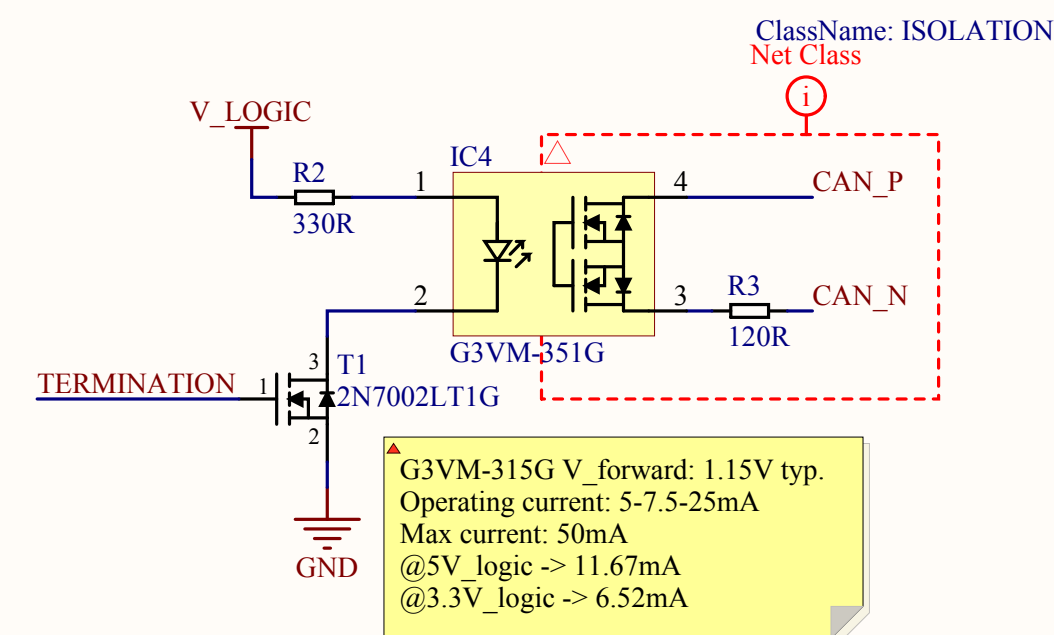 ClassName: ISOLATION
Net Class
i
V_LOGIC
R2
330R
IC4
1
4
CAN_P
2
3
R3
CAN_N
120R
G3VM-351G
3
T1
TERMINATION
1
2N7002LT1G
2
GND
G3VM-315G V_forward: 1.15V typ.
Operating current: 5-7.5-25mA
Max current: 50mA
@5V_logic -> 11.67mA
@3.3V_logic -> 6.52mA